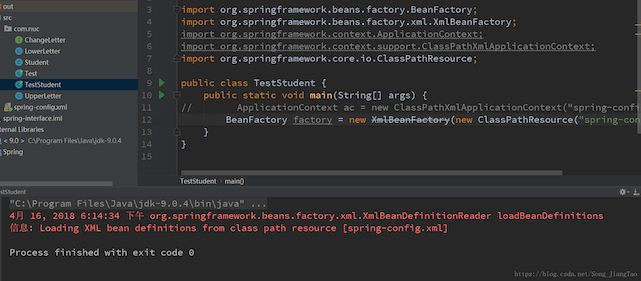 out
src
com.nuc
ChangeLetter
LowerLetter
Student
Test
TestStudent
UpperLetter
spring-config.xml
spring-interface.iml
ternal Libraries
< 9.0 > C:\Program Files\Java\jdk-9.0.4
Spring
3 import org.springframework.beans.factory.BeanFactory;
4 import org.springframework.beans.factory.xml.XmlBeanFactory;
5 import org.springframework.context.ApplicationContext;
6 import org.springframework.context.support.ClassPathXmlApplicationContext;
7 import org.springframework.core.io.ClassPathResource;
8
9 public class TestStudent {
10 public static void main(String[] args) {
11 // ApplicationContext ac = new ClassPathXmlApplicationContext("spring-config
12 BeanFactory factory = new XmlBeanFactory(new ClassPathResource("spring-con
13 }
14 }
15
TestStudent › main()
estStudent
"C:\Program Files\Java\jdk-9.0.4\bin\java" ...
4月 16, 2018 6:14:34 下午 org.springframework.beans.factory.xml.XmlBeanDefinitionReader loadBeanDefinitions
信息: Loading XML bean definitions from class path resource [spring-config.xml]
Process finished with exit code 0
https://blog.csdn.net/Song_JiangTao